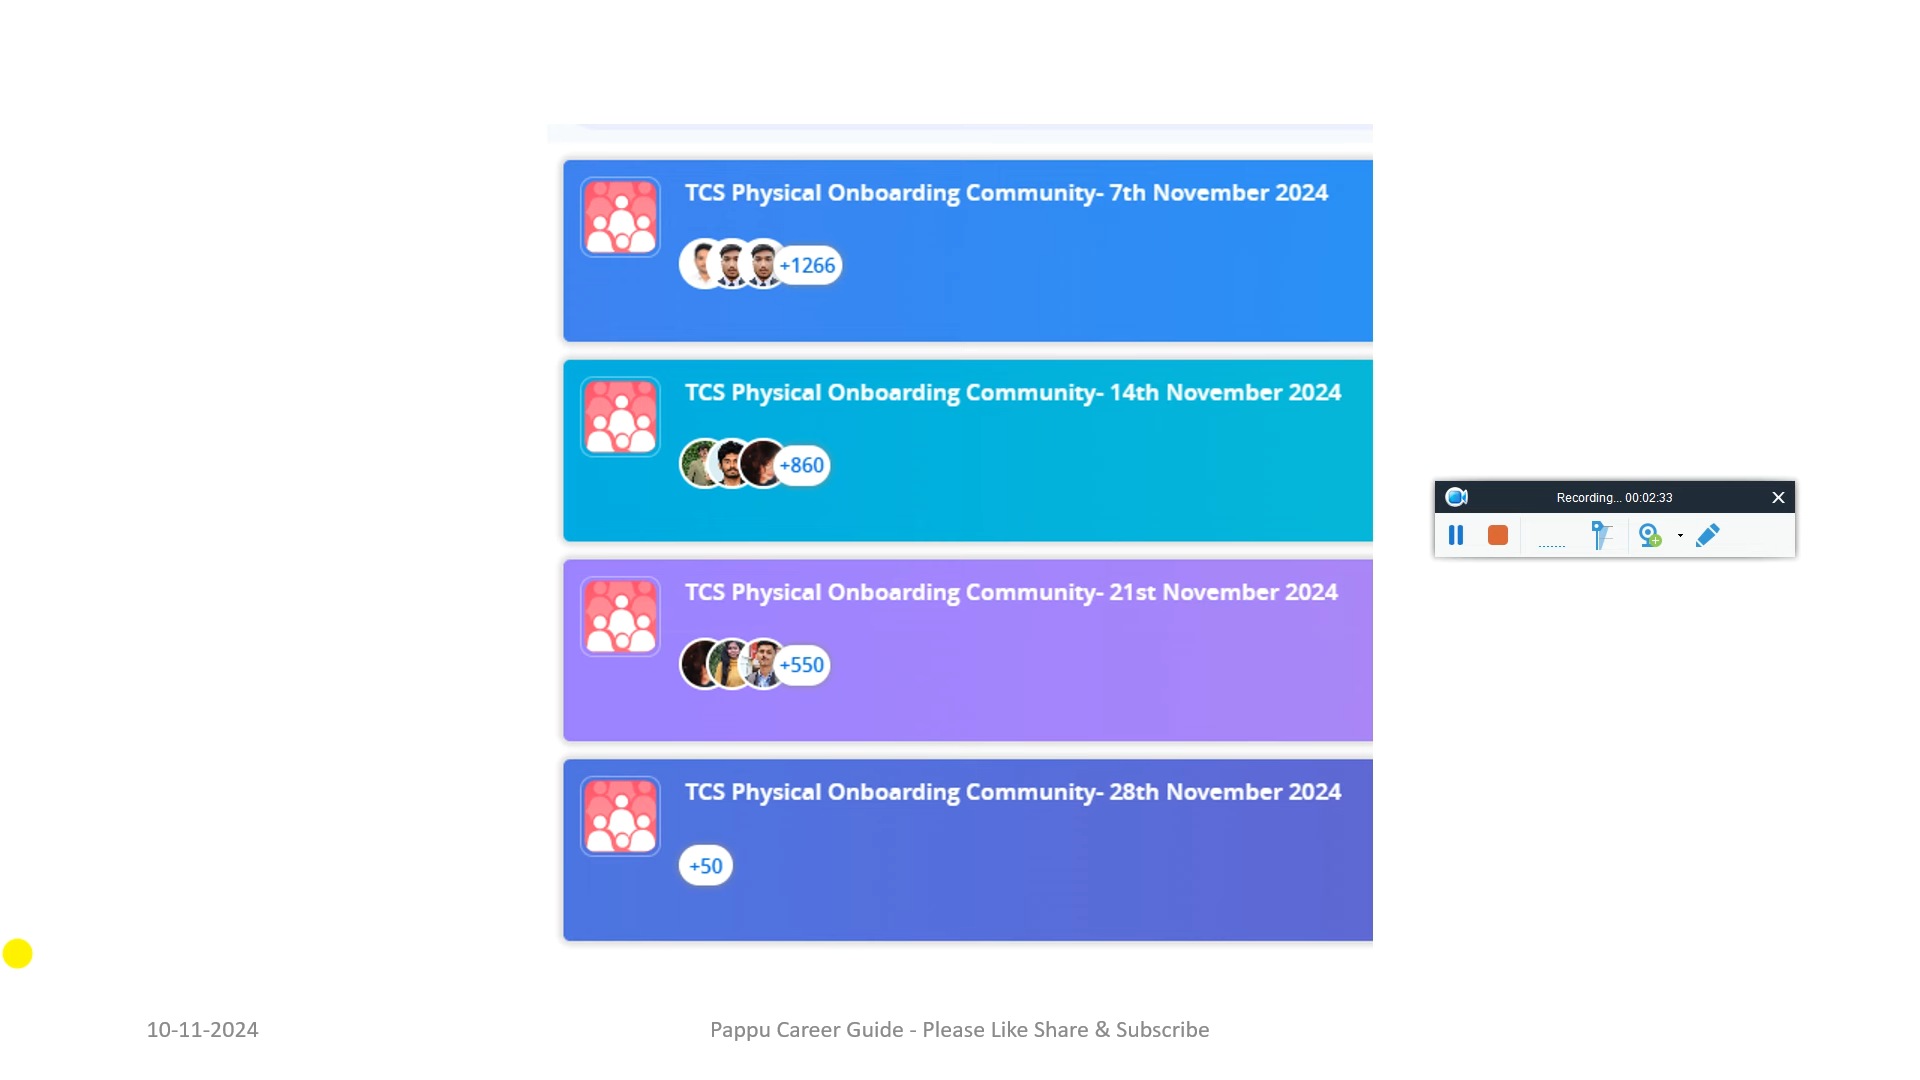 TCS Physical Onboarding Community- 7th November 2024
+1266
TCS Physical Onboarding Community- 14th November 2024
+860
TCS Physical Onboarding Community- 21st November 2024
+550
TCS Physical Onboarding Community- 28th November 2024
+50
Recording... 00:02:33
10-11-2024
Pappu Career Guide - Please Like Share & Subscribe